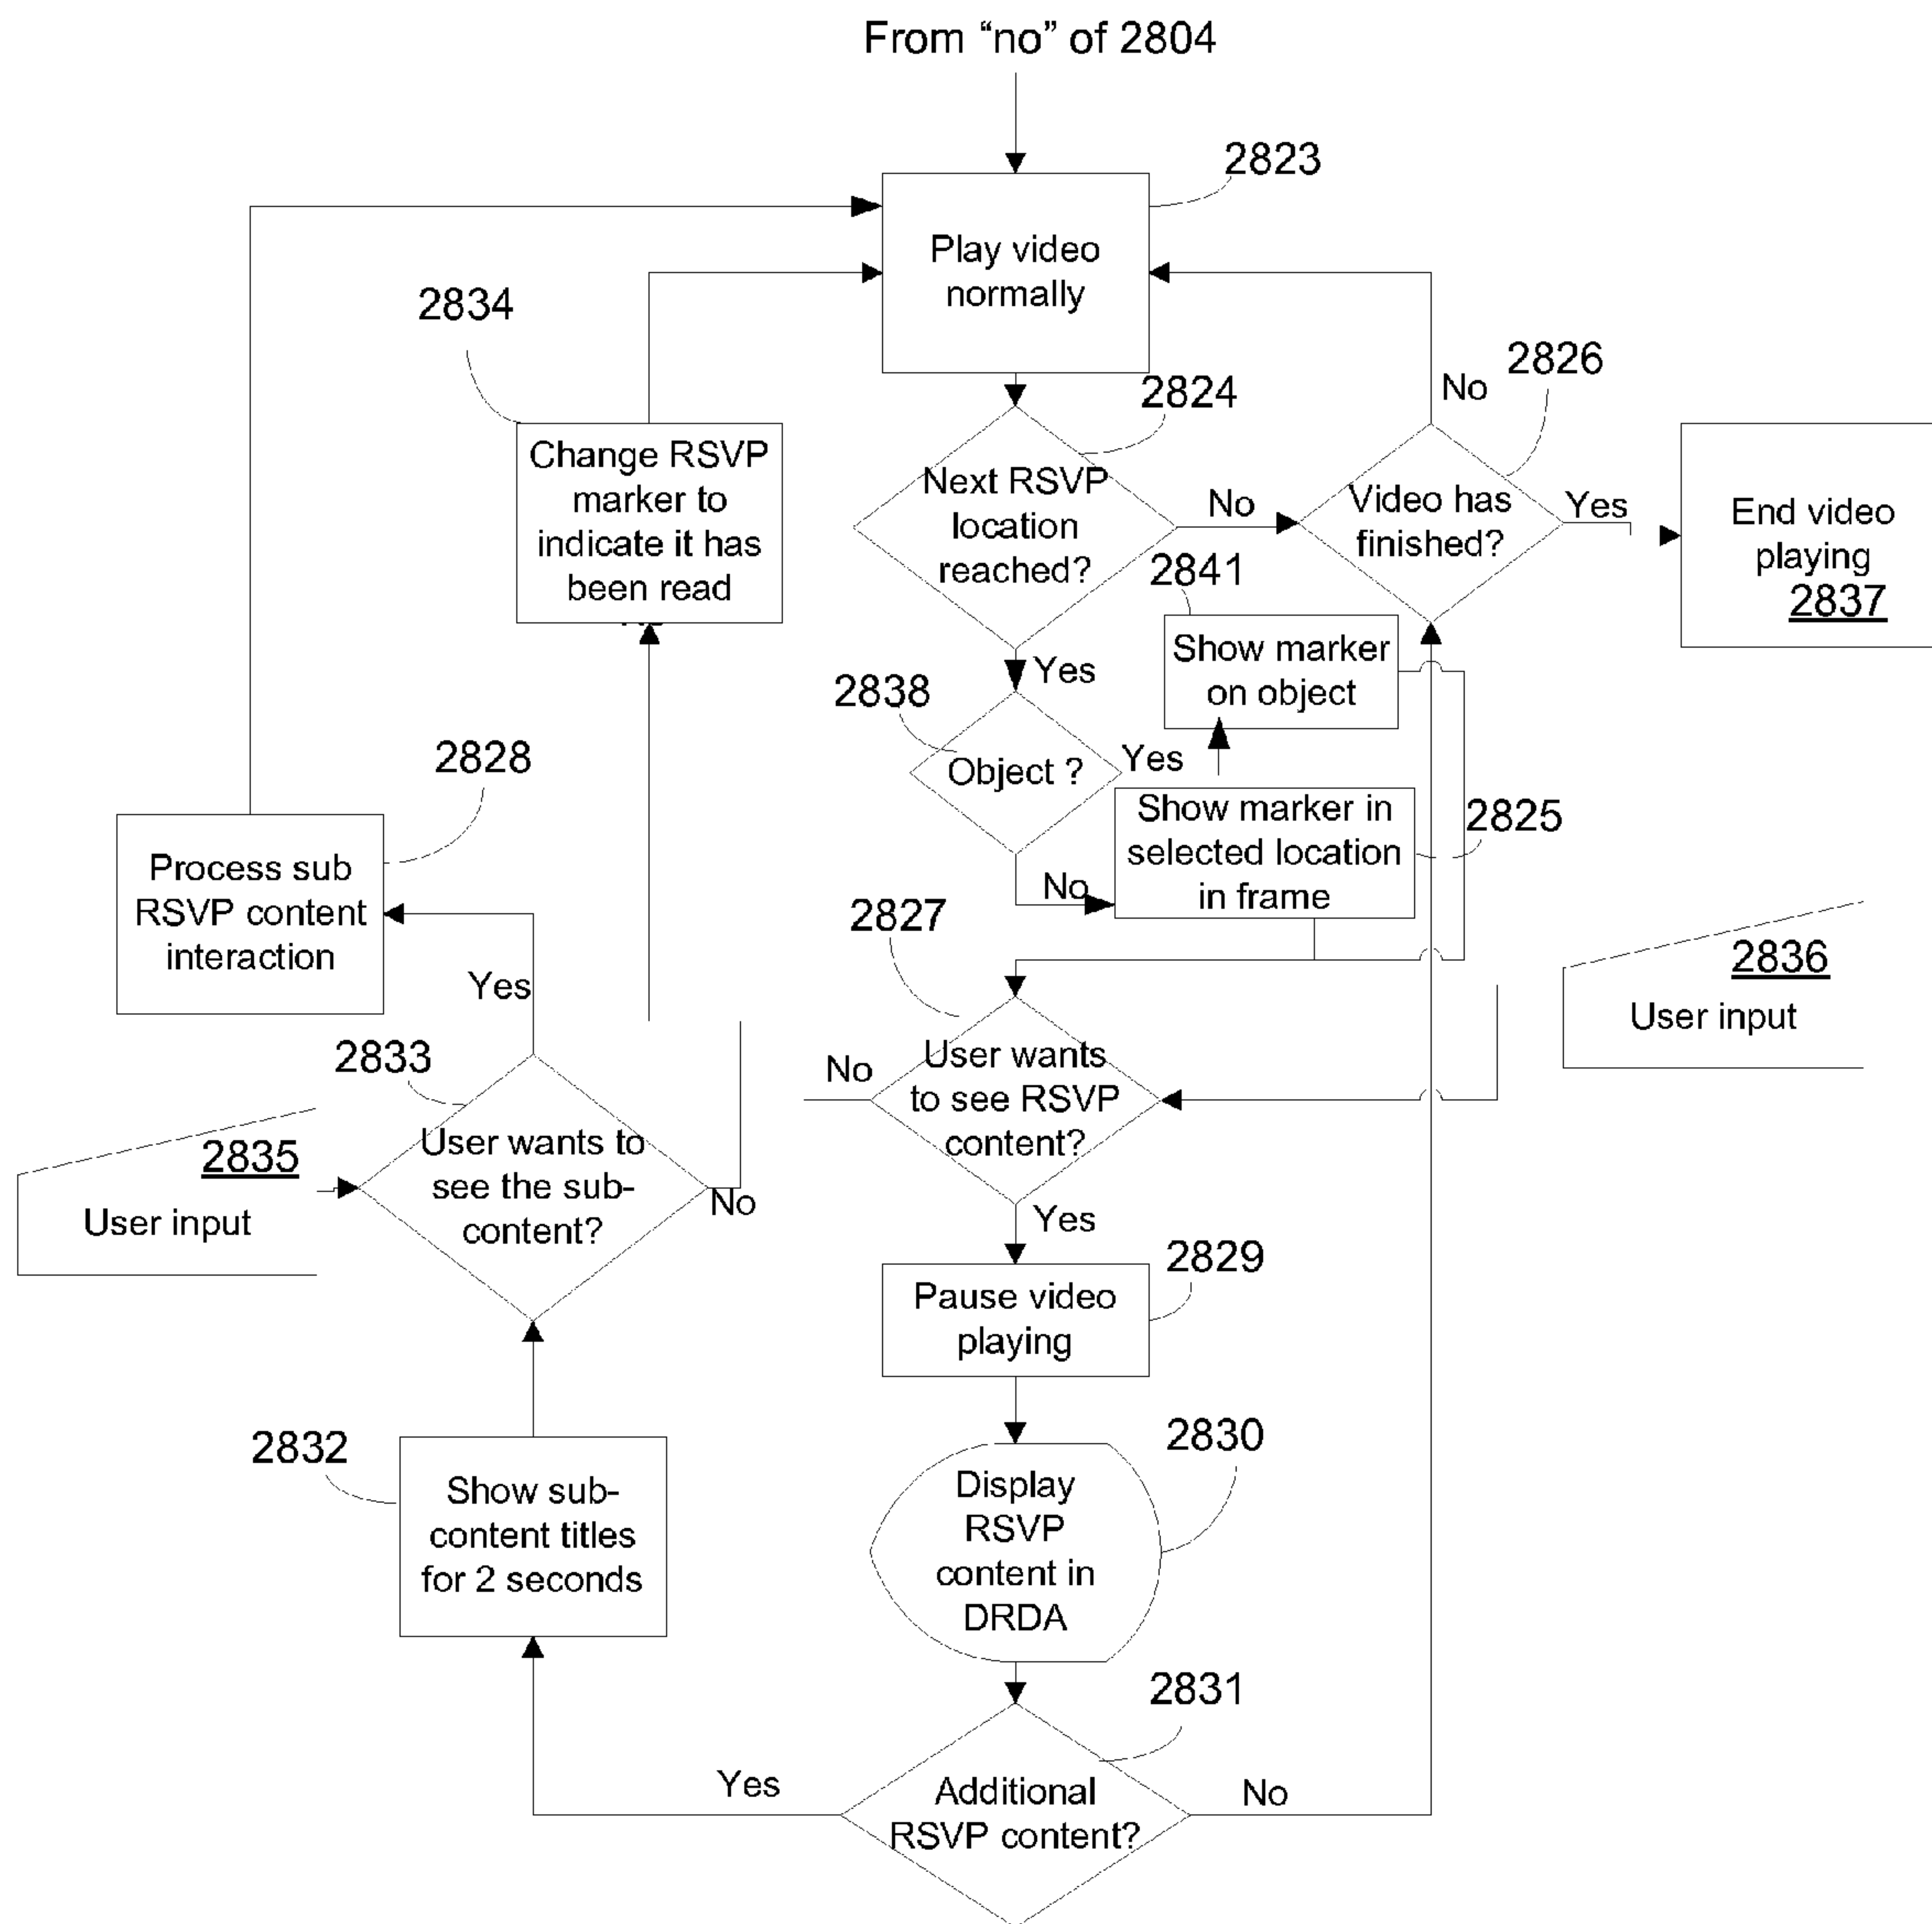 From “no” of 2804
2823
Play video
normally
2834
2824
2826
No
Change RSVP
marker to
indicate it has
been read
Next RSVP
location
reached?
No
Video has
finished?
Yes
End video
playing
2837
2841
Show marker
on object
Yes
2838
Object ?
Yes
2828
Show marker in
selected location
in frame
2825
Process sub
RSVP content
interaction
No
2827
2836
User input
Yes
2833
No
User wants
to see RSVP
content?
2835
User input
User wants to
see the sub-
content?
No
Yes
2829
Pause video
playing
2832
2830
Show sub-
content titles
for 2 seconds
Display
RSVP
content in
DRDA
2831
Yes
Additional
RSVP content?
No